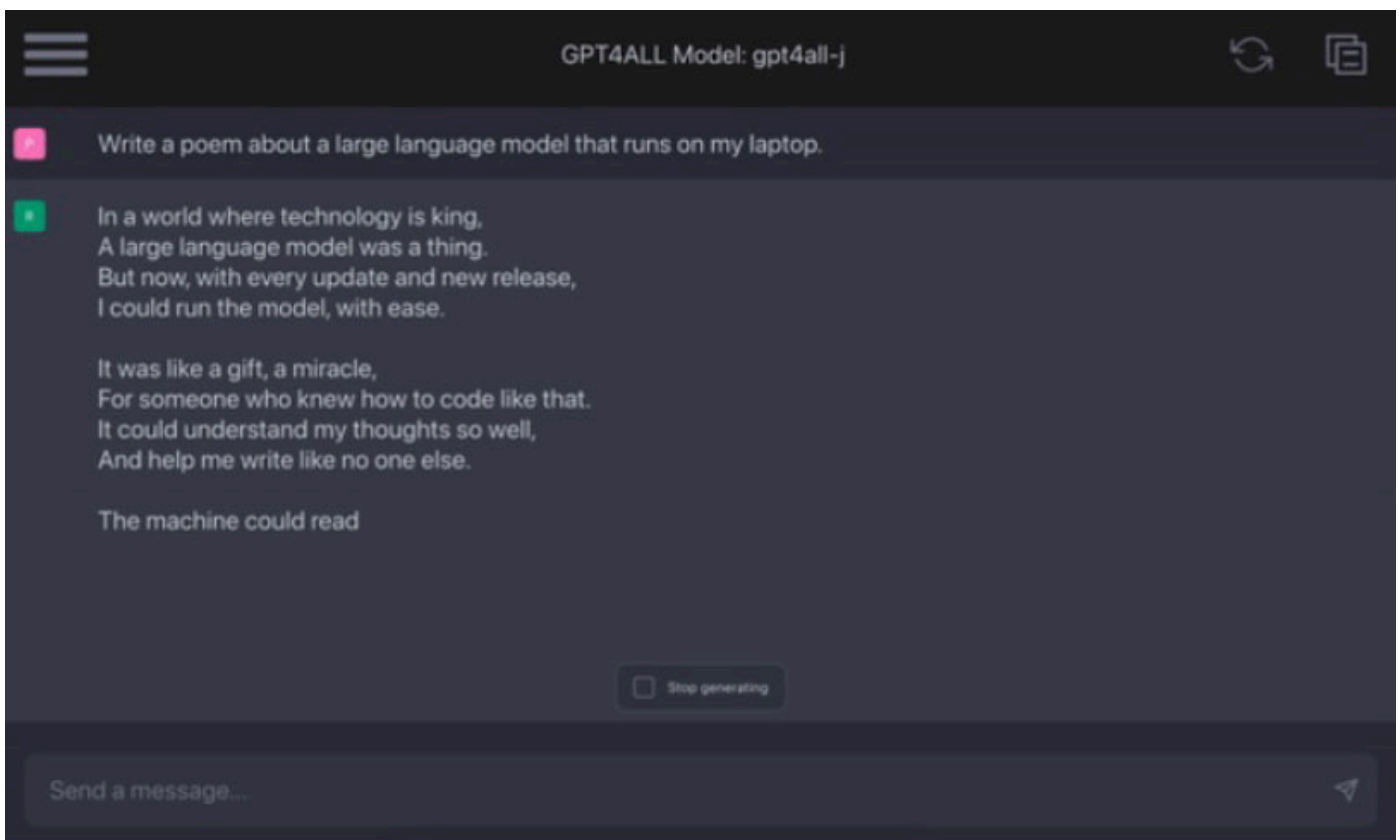 GPT4ALL Model: gpt4all-j
P
Write a poem about a large language model that runs on my laptop.
R
In a world where technology is king,
A large language model was a thing.
But now, with every update and new release,
I could run the model, with ease.
It was like a gift, a miracle,
For someone who knew how to code like that.
It could understand my thoughts so well,
And help me write like no one else.
The machine could read
Stop generating
Send a message...